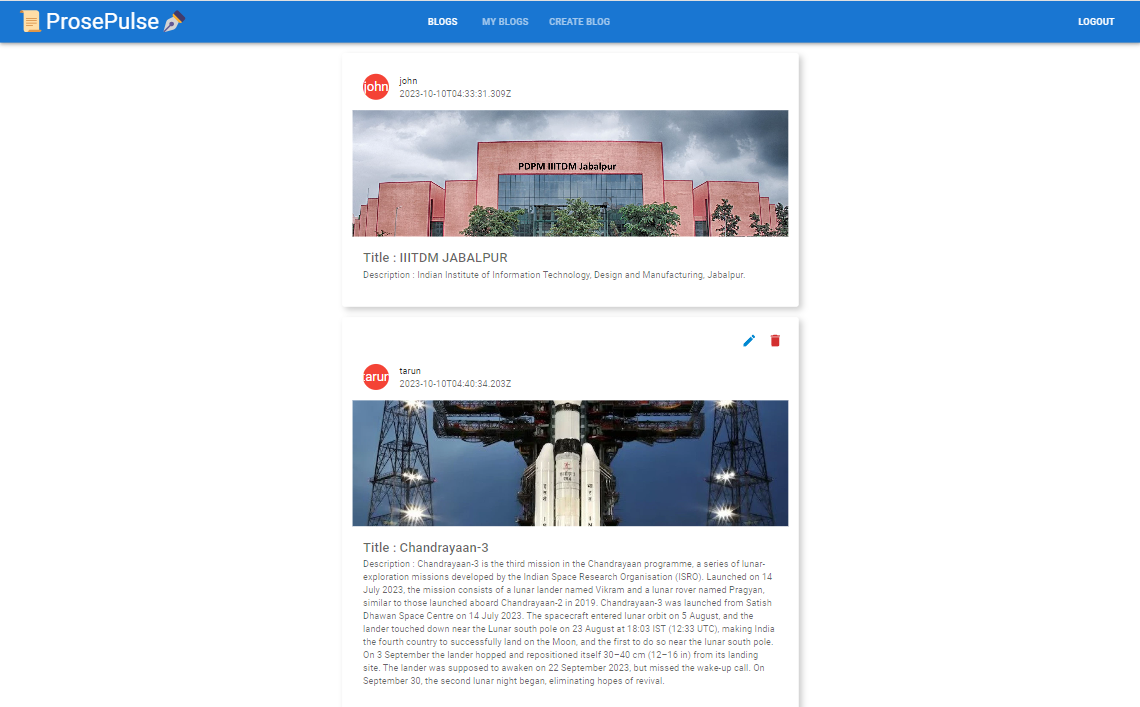 ProsePulse
BLOGS MY BLOGS CREATE BLOG LOGOUT
john
john
2023-10-10T04:33:31.309Z
PDPM IIITDM Jabalpur
Title : IIITDM JABALPUR
Description : Indian Institute of Information Technology, Design and Manufacturing, Jabalpur.
tarun
tarun
2023-10-10T04:40:34.203Z
Title : Chandrayaan-3
Description : Chandrayaan-3 is the third mission in the Chandrayaan programme, a series of lunar-
exploration missions developed by the Indian Space Research Organisation (ISRO). Launched on 14
July 2023, the mission consists of a lunar lander named Vikram and a lunar rover named Pragyan,
similar to those launched aboard Chandrayaan-2 in 2019. Chandrayaan-3 was launched from Satish
Dhawan Space Centre on 14 July 2023. The spacecraft entered lunar orbit on 5 August, and the
lander touched down near the Lunar south pole on 23 August at 18:03 IST (12:33 UTC), making India
the fourth country to successfully land on the Moon, and the first to do so near the lunar south pole.
On 3 September the lander hopped and repositioned itself 30–40 cm (12–16 in) from its landing
site. The lander was supposed to awaken on 22 September 2023, but missed the wake-up call. On
September 30, the second lunar night began, eliminating hopes of revival.